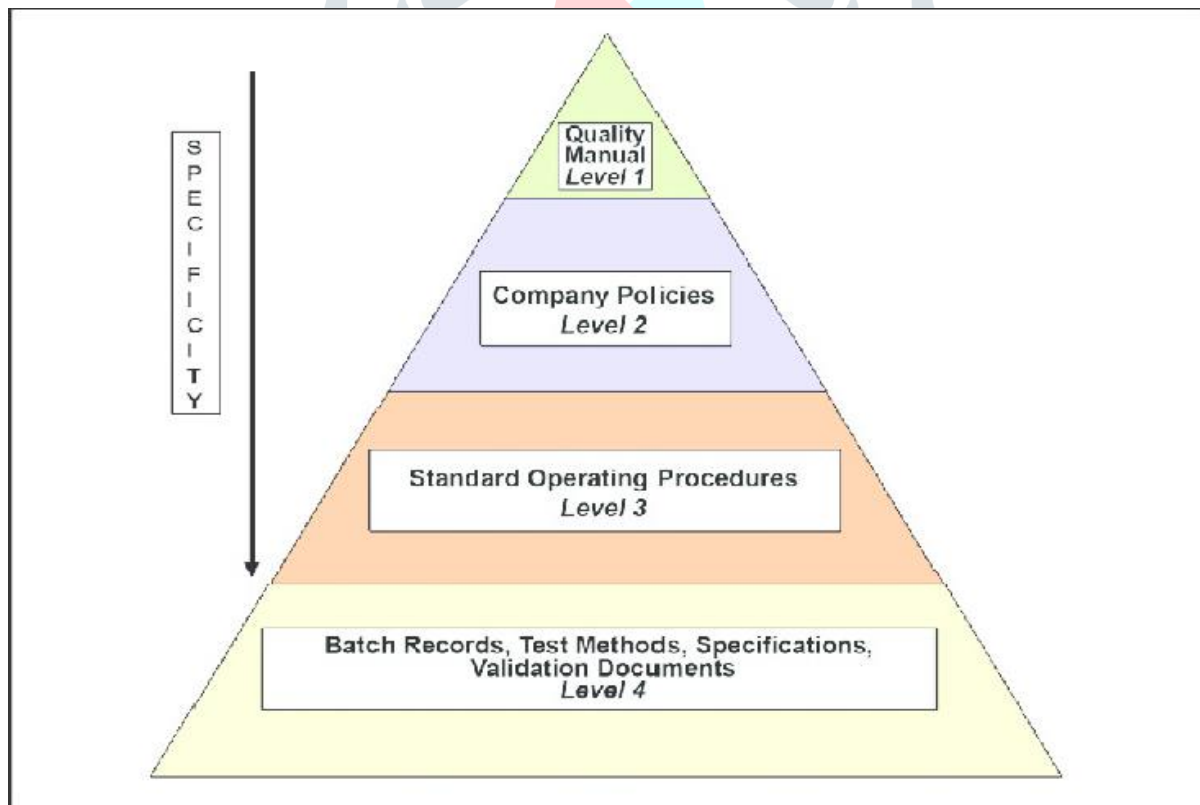 SPECIFICITY
Quality
Manual
Level 1
Company Policies
Level 2
Standard Operating Procedures
Level 3
Batch Records, Test Methods, Specifications,
Validation Documents
Level 4